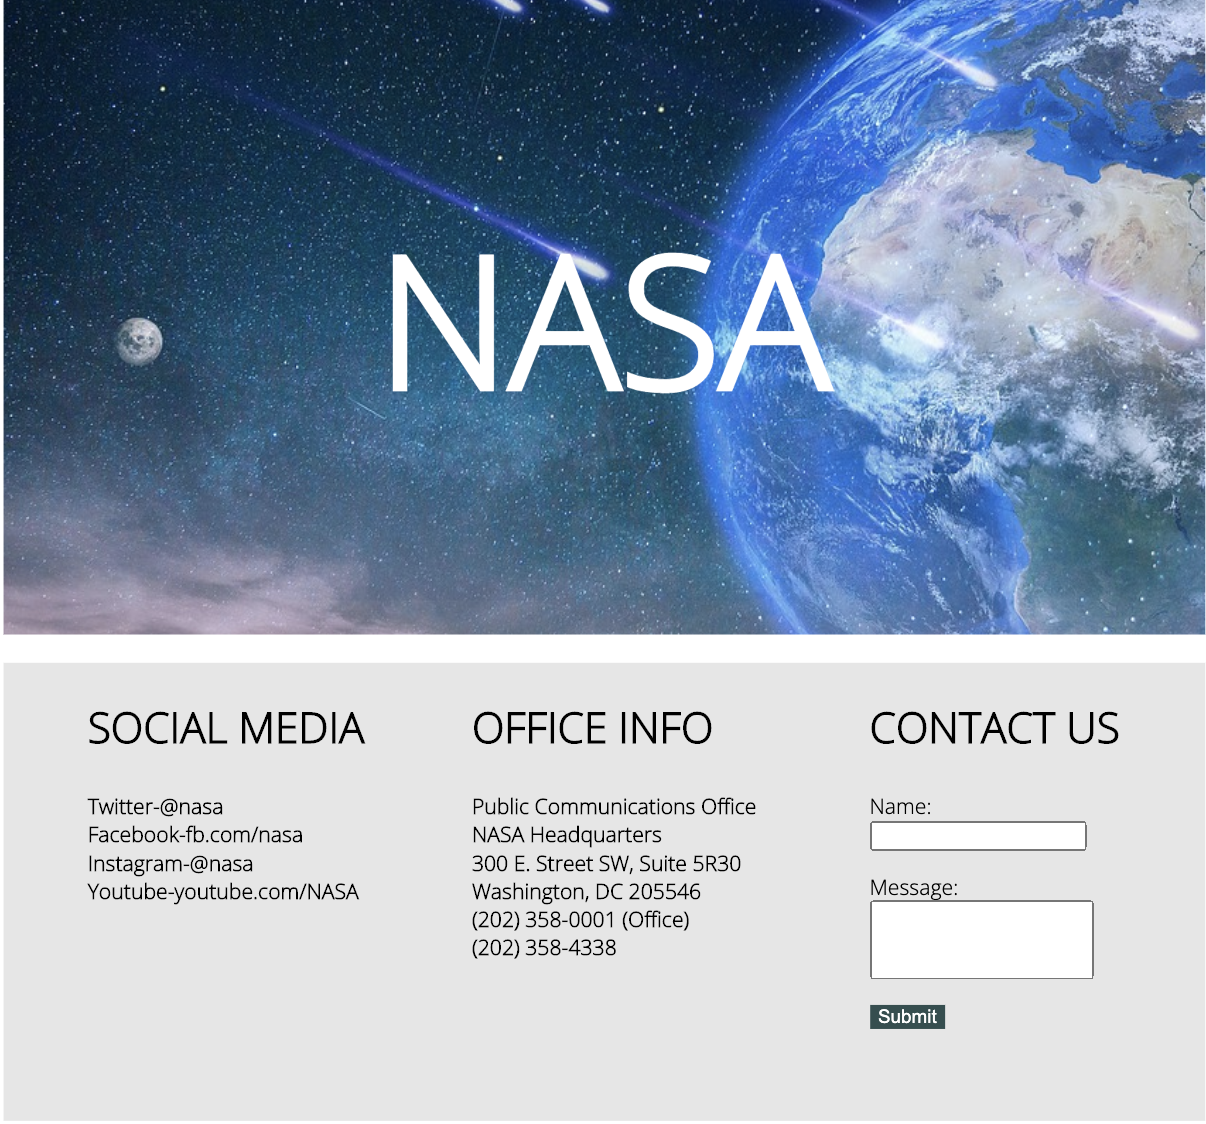 NASA
SOCIAL MEDIA
Twitter-@nasa
Facebook-fb.com/nasa
Instagram-@nasa
Youtube-youtube.com/NASA
OFFICE INFO
Public Communications Office
NASA Headquarters
300 E. Street SW, Suite 5R30
Washington, DC 205546
(202) 358-0001 (Office)
(202) 358-4338
CONTACT US
Name:
Message:
Submit